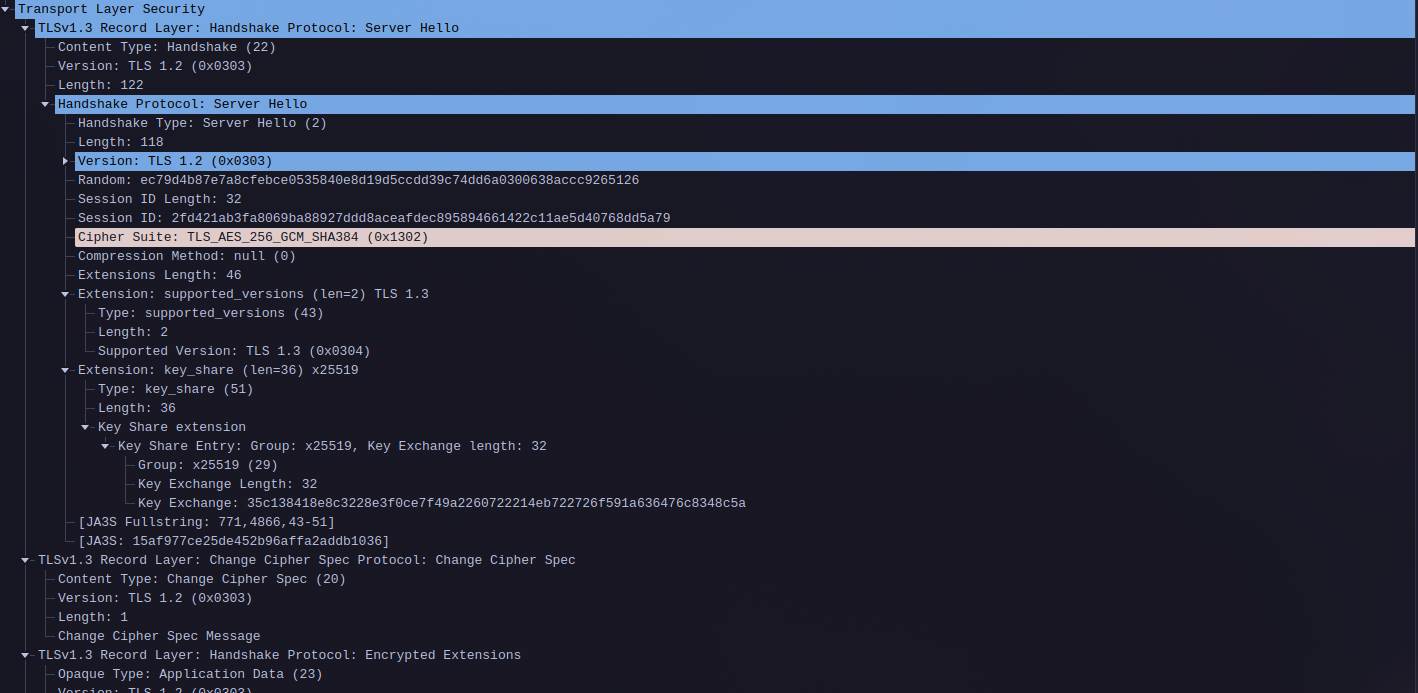 Transport Layer Security
TLSv1.3 Record Layer: Handshake Protocol: Server Hello
Content Type: Handshake (22)
Version: TLS 1.2 (0x0303)
Length: 122
Handshake Protocol: Server Hello
Handshake Type: Server Hello (2)
Length: 118
Version: TLS 1.2 (0x0303)
Random: ec79d4b87e7a8cfebce0535840e8d19d5ccdd39c74dd6a0300638accc9265126
Session ID Length: 32
Session ID: 2fd421ab3fa8069ba88927ddd8aceafdec895894661422c11ae5d40768dd5a79
Cipher Suite: TLS_AES_256_GCM_SHA384 (0x1302)
Compression Method: null (0)
Extensions Length: 46
Extension: supported_versions (len=2) TLS 1.3
Type: supported_versions (43)
Length: 2
Supported Version: TLS 1.3 (0x0304)
Extension: key_share (len=36) x25519
Type: key_share (51)
Length: 36
Key Share extension
Key Share Entry: Group: x25519, Key Exchange length: 32
Group: x25519 (29)
Key Exchange Length: 32
Key Exchange: 35c138418e8c3228e3f0ce7f49a2260722214eb722726f591a636476c8348c5a
[JA3S Fullstring: 771,4866,43-51]
[JA3S: 15af977ce25de452b96affa2addb1036]
TLSv1.3 Record Layer: Change Cipher Spec Protocol: Change Cipher Spec
Content Type: Change Cipher Spec (20)
Version: TLS 1.2 (0x0303)
Length: 1
Change Cipher Spec Message
TLSv1.3 Record Layer: Handshake Protocol: Encrypted Extensions
Opaque Type: Application Data (23)
Version: TLS 1.2 (0x0303)